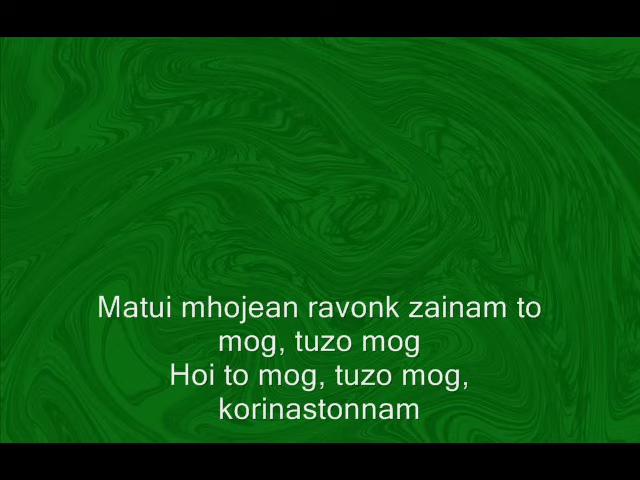 Matui mhojean ravonk zainam to
mog, tuzo mog
Hoi to mog, tuzo mog,
korinastonnam